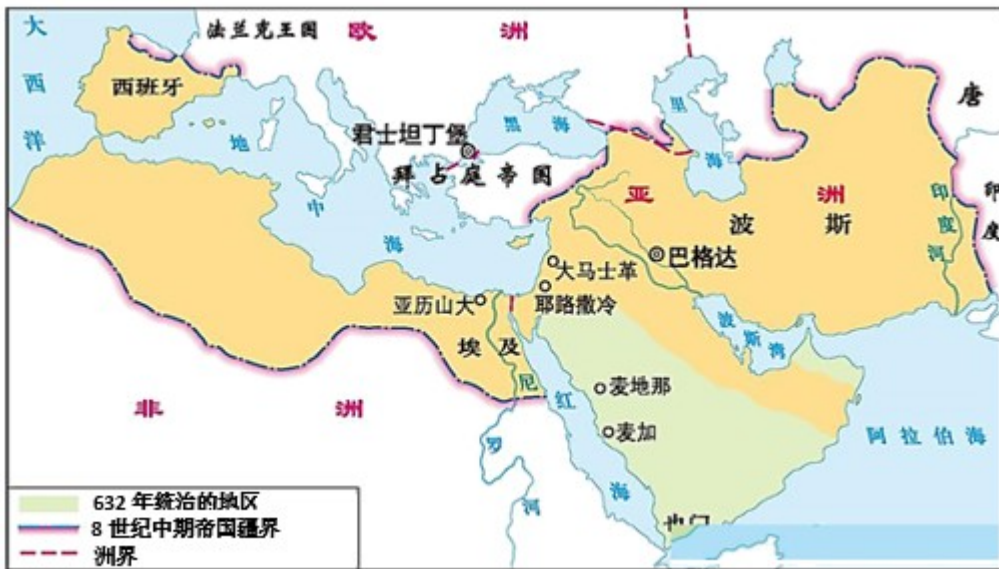 大西洋
法兰克王国
欧洲
西班牙
地中海
君士坦丁堡
黑海
里海
唐
拜占庭帝国
亚洲
印度河
印度
波斯
巴格达
大马士革
亚历山大
耶路撒冷
波斯湾
埃及
尼罗河
红海
麦地那
麦加
非洲
阿拉伯海
632年统治的地区
8世纪中期帝国疆界
洲界